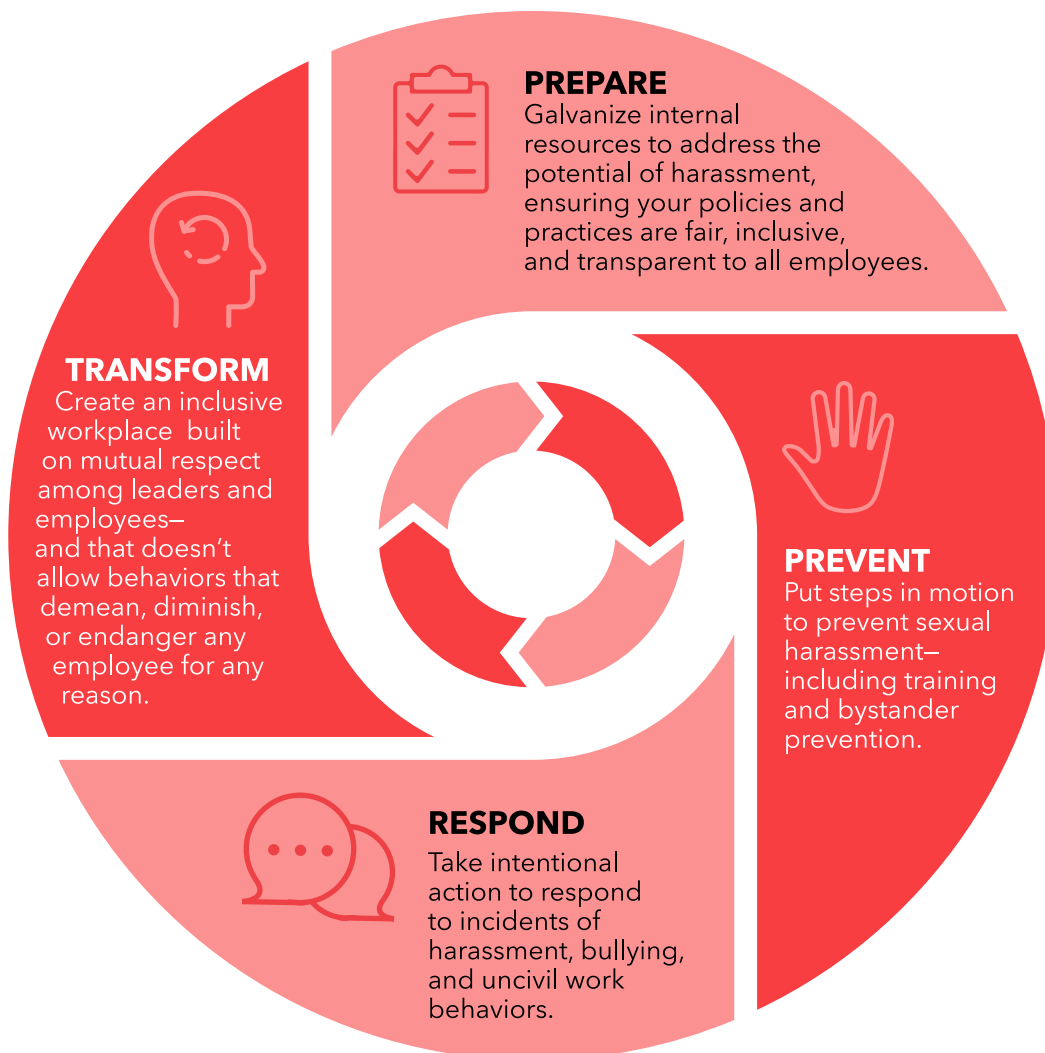 PREPARE
Galvanize internal
resources to address the
potential of harassment,
ensuring your policies and
practices are fair, inclusive,
and transparent to all employees.
PREVENT
Put steps in motion
to prevent sexual
harassment—
including training
and bystander
prevention.
RESPOND
Take intentional
action to respond
to incidents of
harassment, bullying,
and uncivil work
behaviors.
TRANSFORM
Create an inclusive
workplace built
on mutual respect
among leaders and
employees—
and that doesn't
allow behaviors that
demean, diminish,
or endanger any
employee for any
reason.